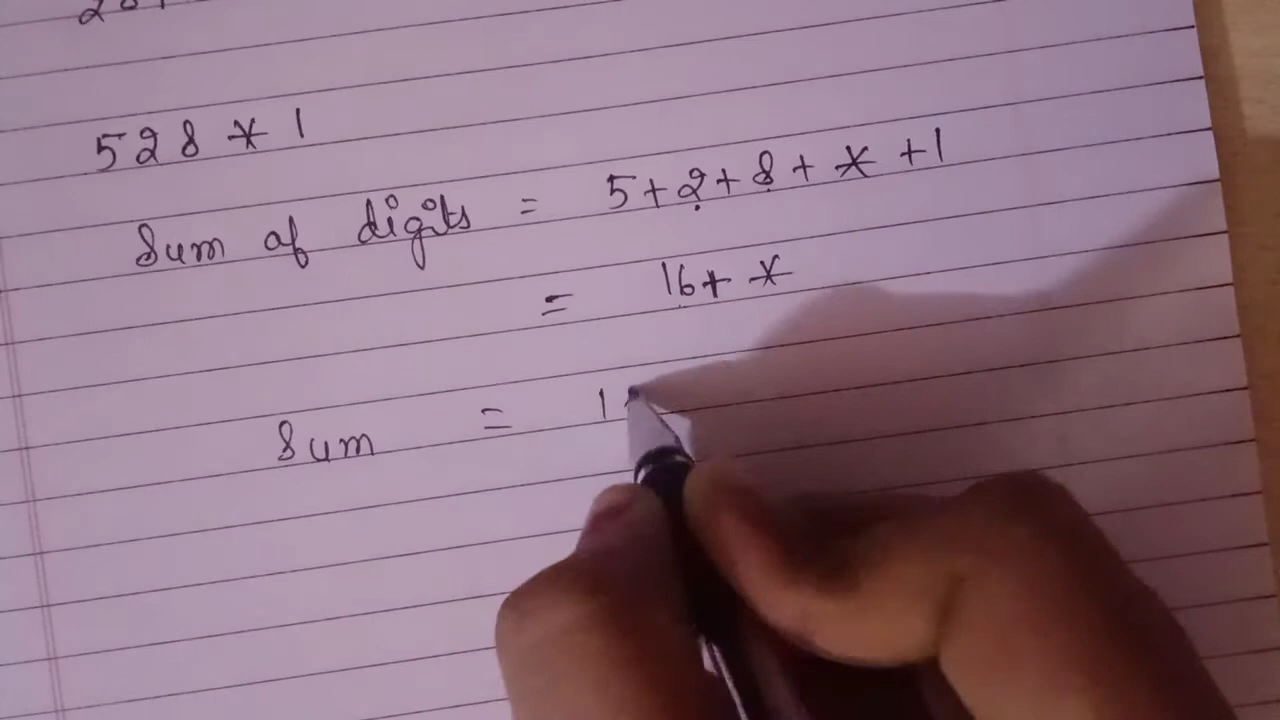 528*1
Sum of digits = 5+2+8+*+1
= 16+*
Sum = 1